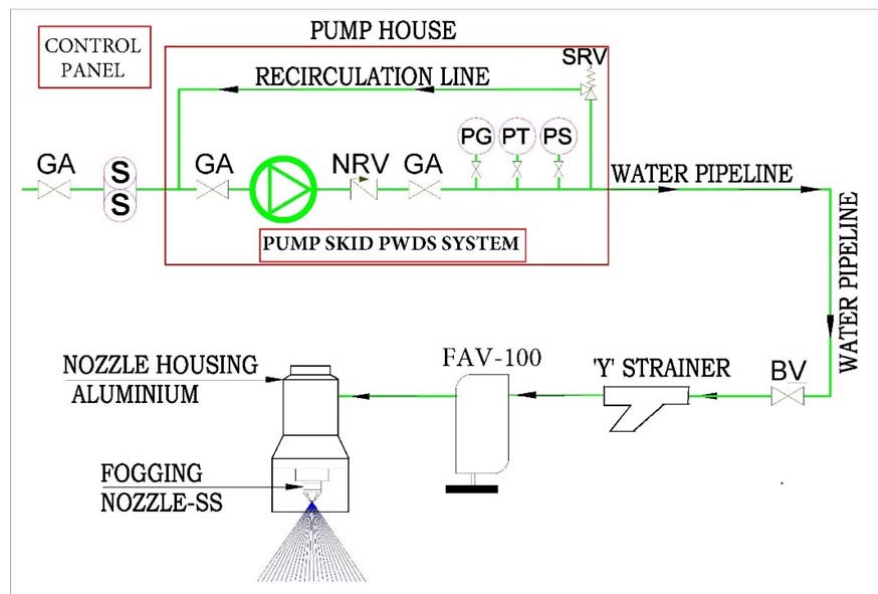 CONTROL
PANEL
PUMP HOUSE
SRV
RECIRCULATION LINE
GA
S
S
GA
NRV
GA
PG
PT
PS
WATER PIPELINE
PUMP SKID PWDS SYSTEM
WATER PIPELINE
NOZZLE HOUSING
ALUMINIUM
FAV-100
'Y' STRAINER
BV
FOGGING
NOZZLE-SS